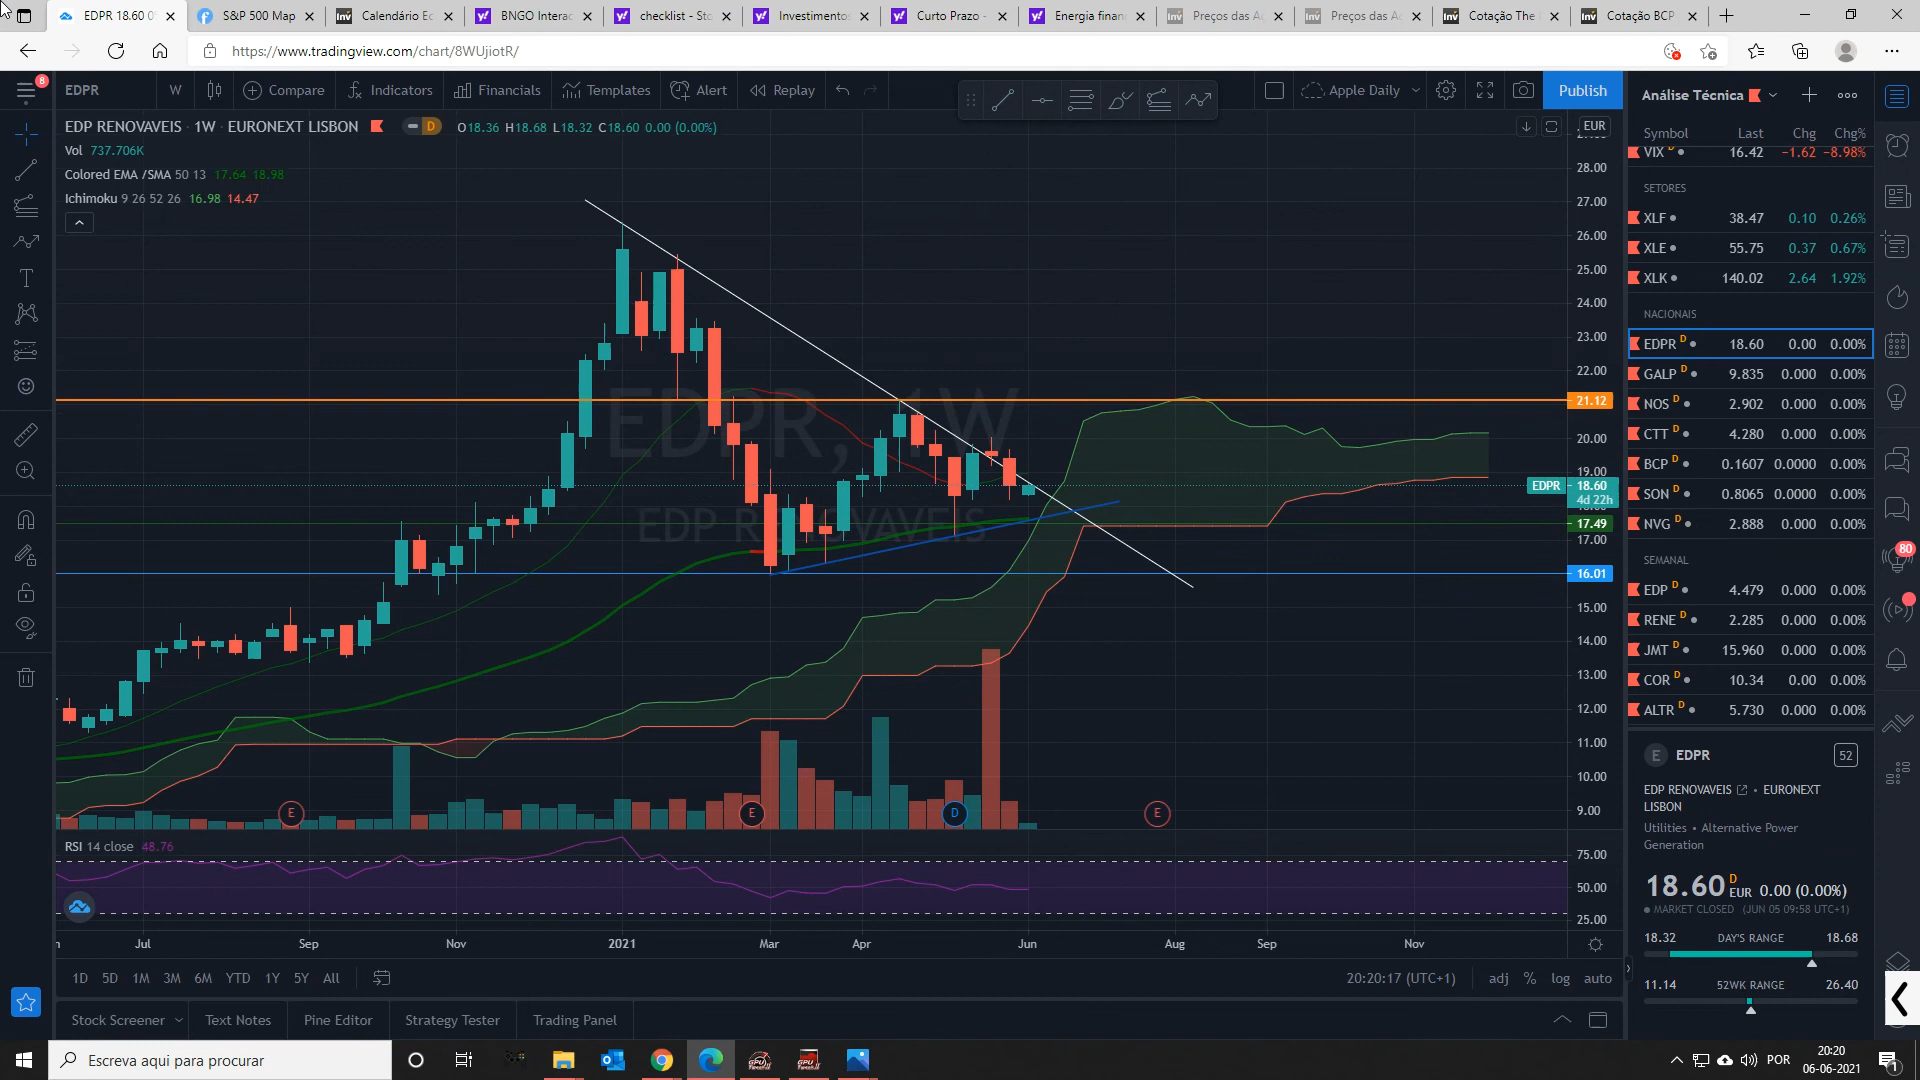 EDPR 18.60 0%
S&P 500 Map
Calendário Ec
BNGO Interac
checklist - Sto
Investimentos
Curto Prazo -
Energia finan
Preços das Aç
Preços das Aç
Cotação The
Cotação BCP
https://www.tradingview.com/chart/8WUjiotR/
8
EDPR
W
Compare
Indicators
Financials
Templates
Alert
Replay
Apple Daily
Publish
Análise Técnica
EDP RENOVAVEIS · 1W · EURONEXT LISBON
D
O18.36 H18.68 L18.32 C18.60 0.00 (0.00%)
EUR
Vol 737.706K
Colored EMA /SMA 50 13 17.64 18.98
Ichimoku 9 26 52 26 16.98 14.47
EDPR, 1W
EDP RENOVAVEIS
28.00
27.00
26.00
25.00
24.00
23.00
22.00
21.12
20.00
19.00
EDPR 18.60
4d 22h
17.49
17.00
16.01
15.00
14.00
13.00
12.00
11.00
10.00
9.00
E
E
D
E
RSI 14 close 48.76
75.00
50.00
25.00
Jul Sep Nov 2021 Mar Apr Jun Aug Sep Nov
1D 5D 1M 3M 6M YTD 1Y 5Y All
20:20:17 (UTC+1)
adj % log auto
Stock Screener
Text Notes
Pine Editor
Strategy Tester
Trading Panel
Symbol Last Chg Chg%
VIX D 16.42 −1.62 −8.98%
SETORES
XLF 38.47 0.10 0.26%
XLE 55.75 0.37 0.67%
XLK 140.02 2.64 1.92%
NACIONAIS
EDPR D 18.60 0.00 0.00%
GALP D 9.835 0.000 0.00%
NOS D 2.902 0.000 0.00%
CTT D 4.280 0.000 0.00%
BCP D 0.1607 0.0000 0.00%
SON D 0.8065 0.0000 0.00%
NVG D 2.888 0.000 0.00%
SEMANAL
EDP D 4.479 0.000 0.00%
RENE D 2.285 0.000 0.00%
JMT D 15.960 0.000 0.00%
COR D 10.34 0.00 0.00%
ALTR D 5.730 0.000 0.00%
80
E EDPR
52
EDP RENOVAVEIS · EURONEXT
LISBON
Utilities · Alternative Power
Generation
18.60 D EUR 0.00 (0.00%)
MARKET CLOSED (JUN 05 09:58 UTC+1)
18.32 DAY'S RANGE 18.68
11.14 52WK RANGE 26.40
Escreva aqui para procurar
GPU
GPU
POR
20:20
06-06-2021
1